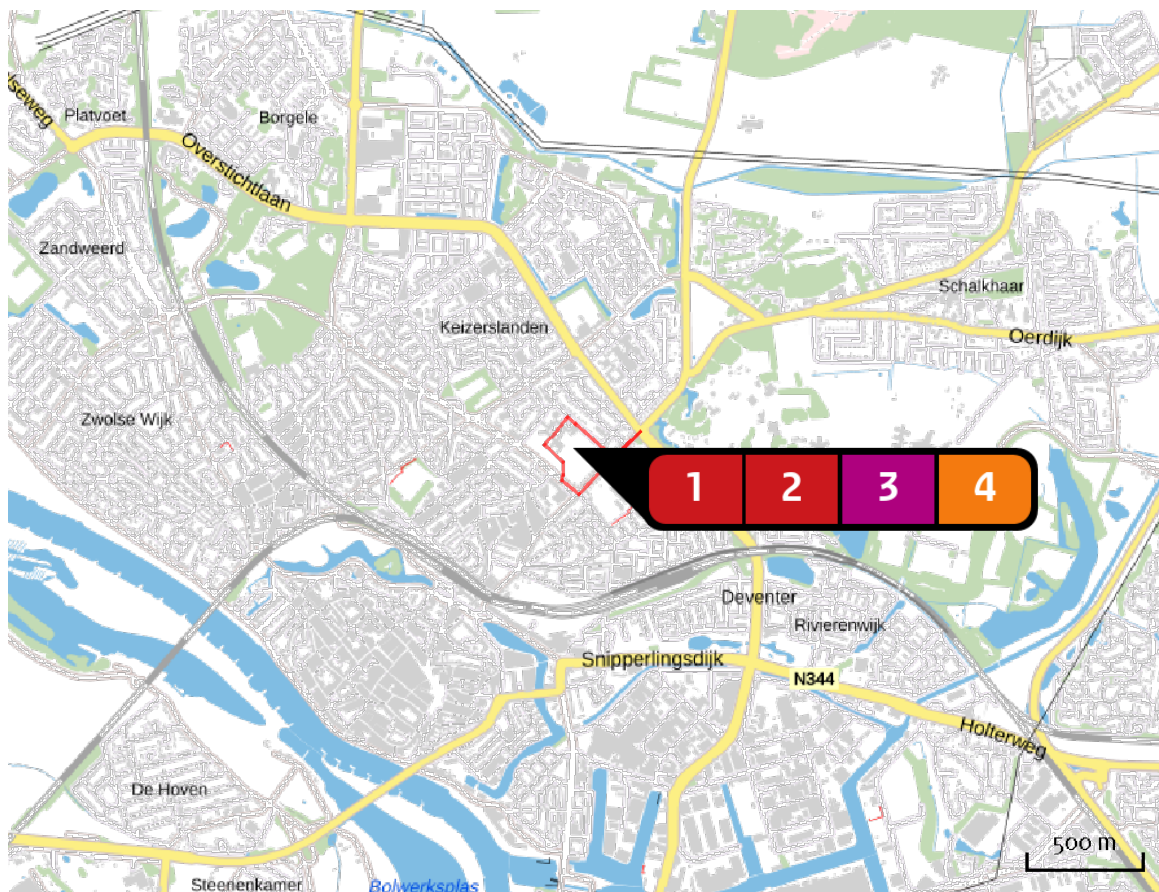 lseweg
Platvoet
Borgele
Overstichtlaan
Zandweerd
Schalkhaar
Keizerslanden
Oerdijk
Zwolse Wijk
1 2 3 4
Deventer
Rivierenwijk
Snipperlingsdijk
N344
Holterweg
De Hoven
500 m
Steenenkamer
Bolwerksplas